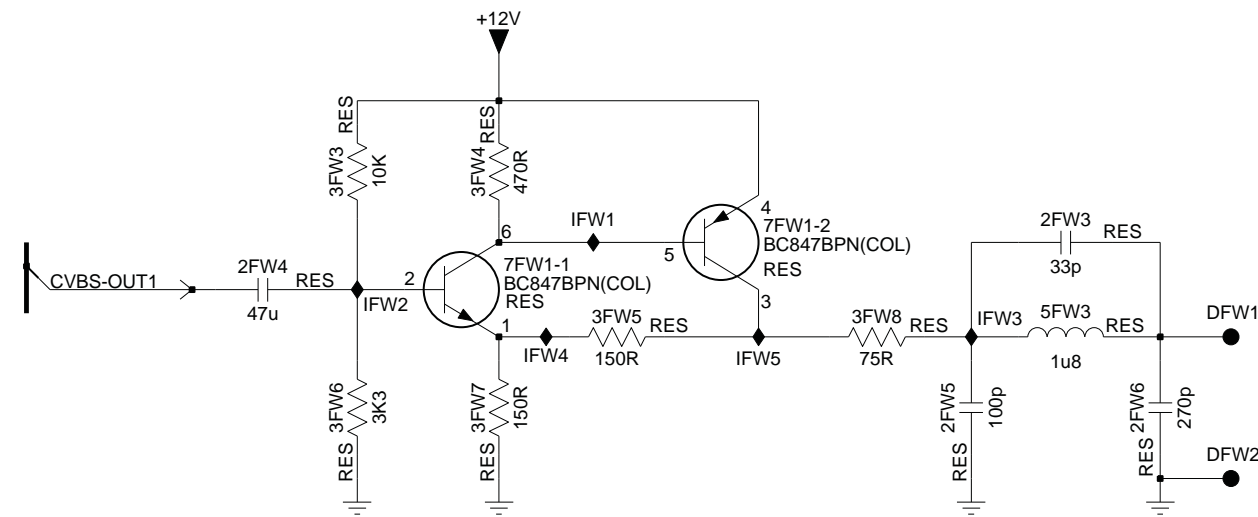 +12V
RES
3FW3
10K
RES
3FW4
470R
6
IFW1
4
7FW1-2
BC847BPN(COL)
RES
5
3
2FW3
RES
33p
CVBS-OUT1
2FW4
47u
RES
IFW2
2
7FW1-1
BC847BPN(COL)
RES
1
IFW4
3FW5
150R
RES
IFW5
3FW8
75R
RES
IFW3
5FW3
1u8
RES
DFW1
3FW6
3K3
RES
3FW7
150R
RES
2FW5
100p
RES
2FW6
270p
RES
DFW2